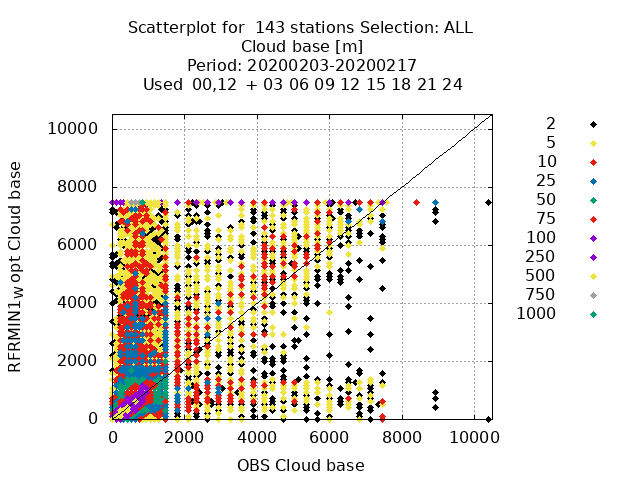 Scatterplot for  143 stations Selection: ALL
Cloud base [m]
Period: 20200203-20200217
Used  00,12  + 03 06 09 12 15 18 21 24
RFRMIN1W opt Cloud base
10000
8000
6000
4000
2000
0
0 2000 4000 6000 8000 10000
OBS Cloud base
2
5
10
25
50
75
100
250
500
750
1000